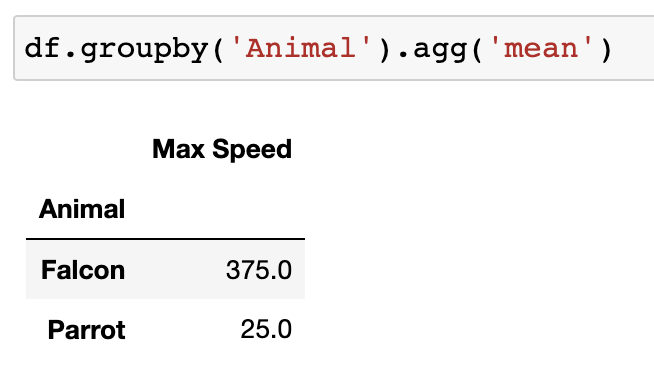 df.groupby('Animal').agg('mean')
Max Speed
Animal
Falcon 375.0
Parrot 25.0